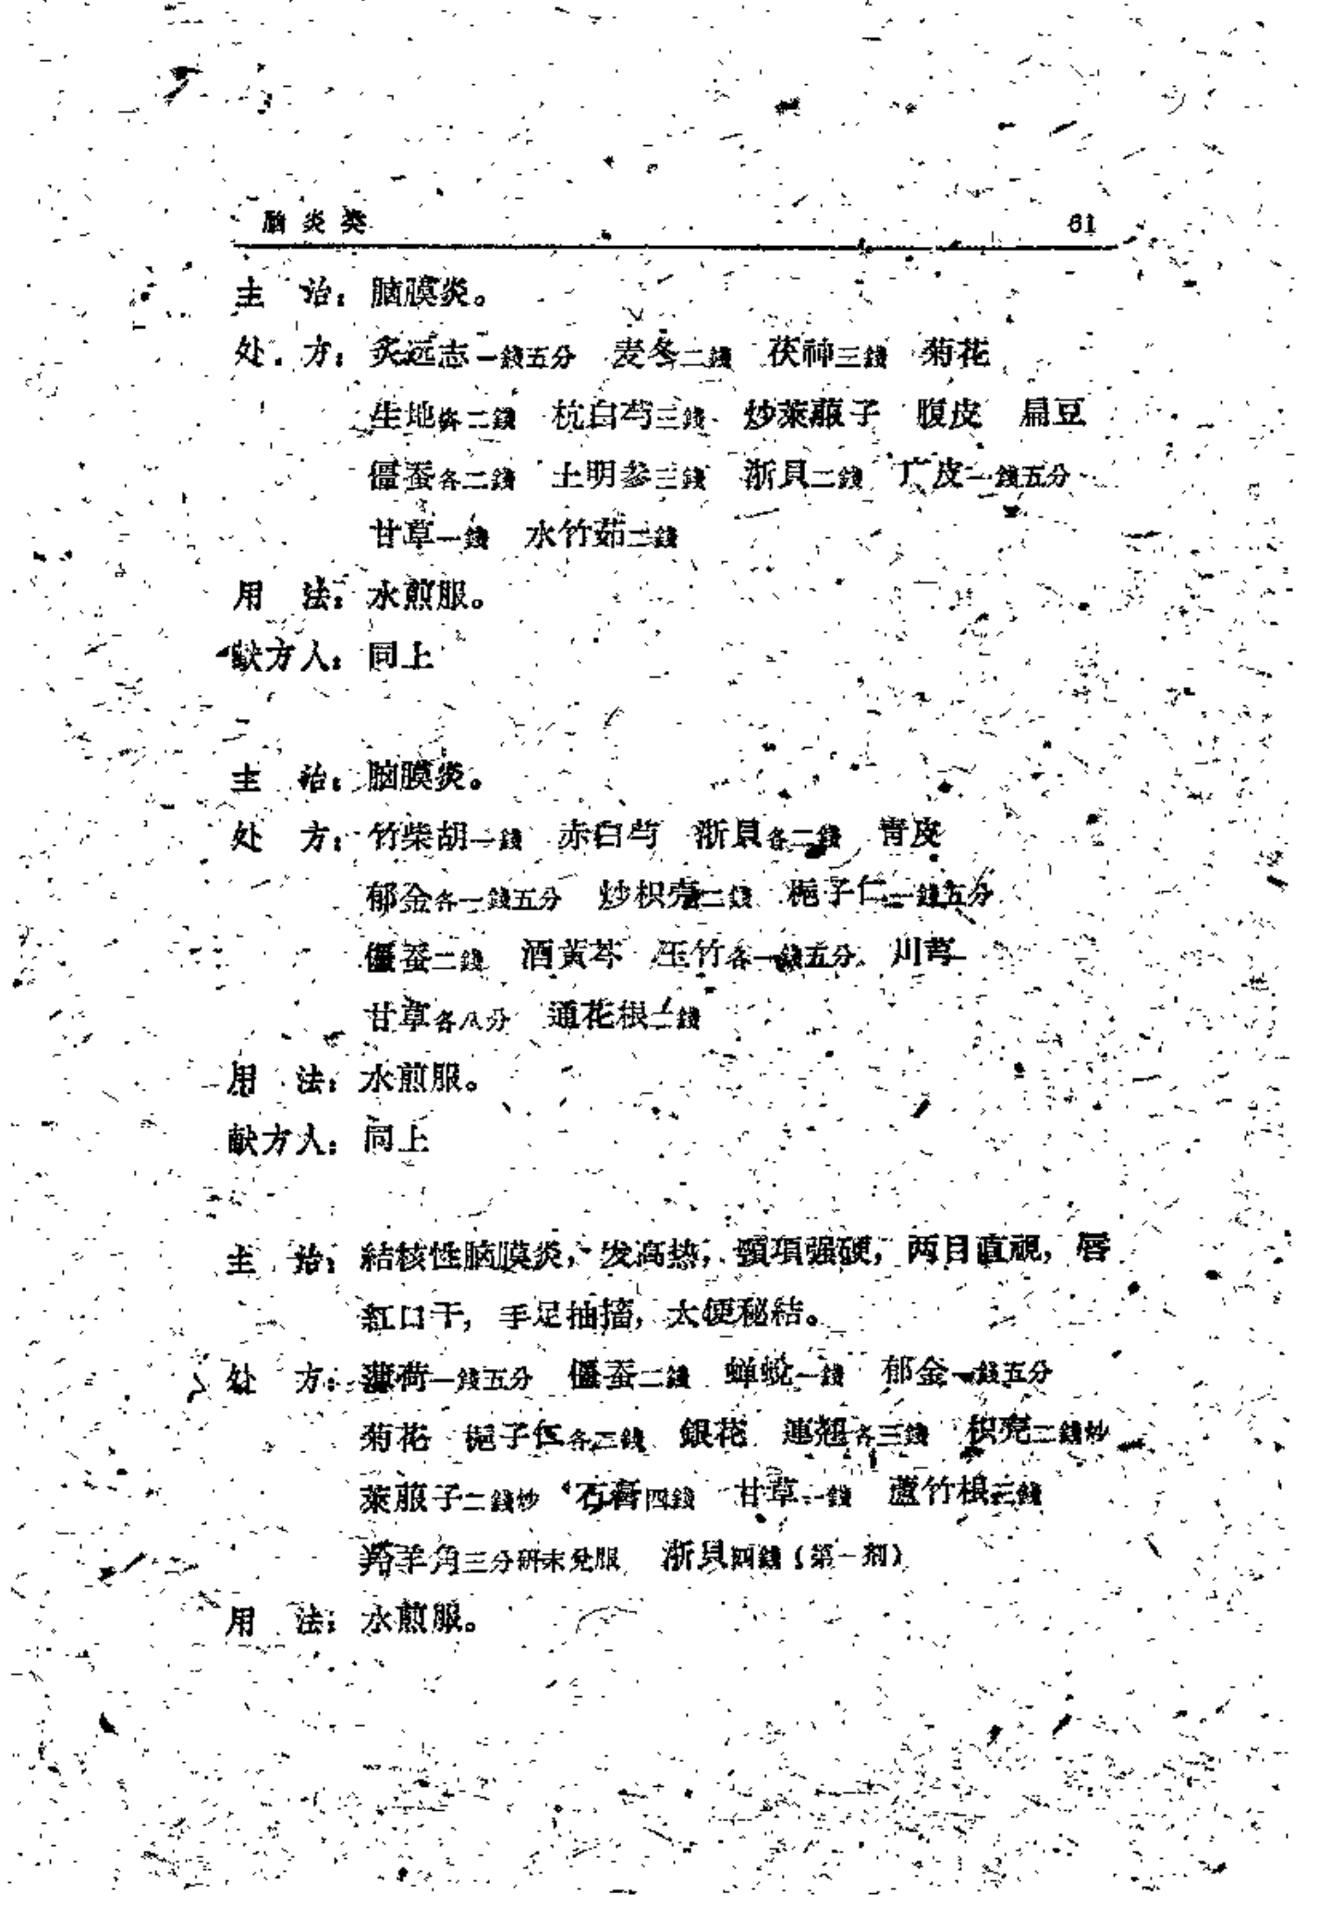 脑炎类 61
主 治：脑膜炎。
处 方：炙远志一錢五分 麦冬二錢 茯神三錢 菊花
生地各二錢 杭白芍三錢 炒萊菔子 腹皮 扁豆
僵蚕各二錢 土明参三錢 浙貝二錢 广皮一錢五分
甘草一錢 水竹茹二錢
用 法：水煎服。
献方人：同上
主 治：脑膜炎。
处 方：竹柴胡一錢 赤白芍 浙貝各二錢 青皮
郁金各一錢五分 炒枳壳二錢 梔子仁一錢五分
僵蚕二錢 酒黄芩 玉竹各一錢五分 川芎
甘草各八分 通花根二錢
用 法：水煎服。
献方人：同上
主 治：結核性脑膜炎，发高热，頸項强硬，两目直視，唇
紅口干，手足抽搐，大便秘結。
处 方：薄荷一錢五分 僵蚕二錢 蝉蛻一錢 郁金一錢五分
菊花 梔子仁各二錢 銀花 連翘各三錢 枳壳二錢炒
萊菔子二錢炒 石膏四錢 甘草一錢 蘆竹根三錢
羚羊角三分研末兑服 浙貝四錢（第一剂）
用 法：水煎服。